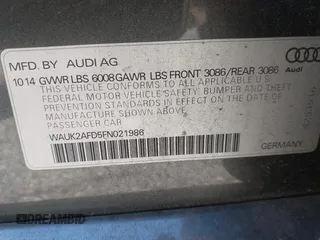 MFD. BY AUDI AG
1014 GVWR LBS 6008 GAWR LBS FRONT 3086/REAR 3086
THIS VEHICLE CONFORMS TO ALL APPLICABLE U.S.
FEDERAL MOTOR VEHICLE SAFETY, BUMPER AND THEFT
STANDARDS IN EFFECT ON THE DATE OF
MANUFACTURE SHOWN ABOVE.
PASSENGER CAR
WAUK2AFD5FN021986
GERMANY
Audi
DREAMBID